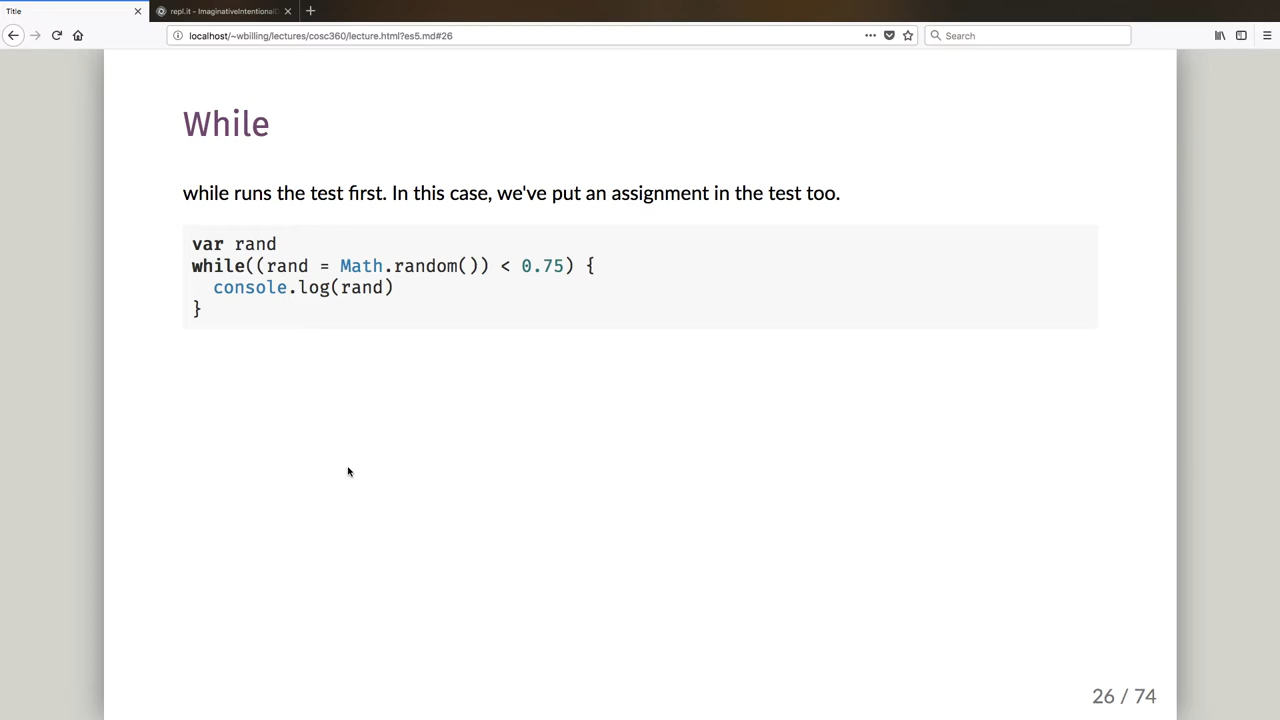 Title
repl.it - ImaginativeIntentional
localhost/~wbilling/lectures/cosc360/lecture.html?es5.md#26
Search
While
while runs the test first. In this case, we've put an assignment in the test too.
var rand
while((rand = Math.random()) < 0.75) {
  console.log(rand)
}
26 / 74